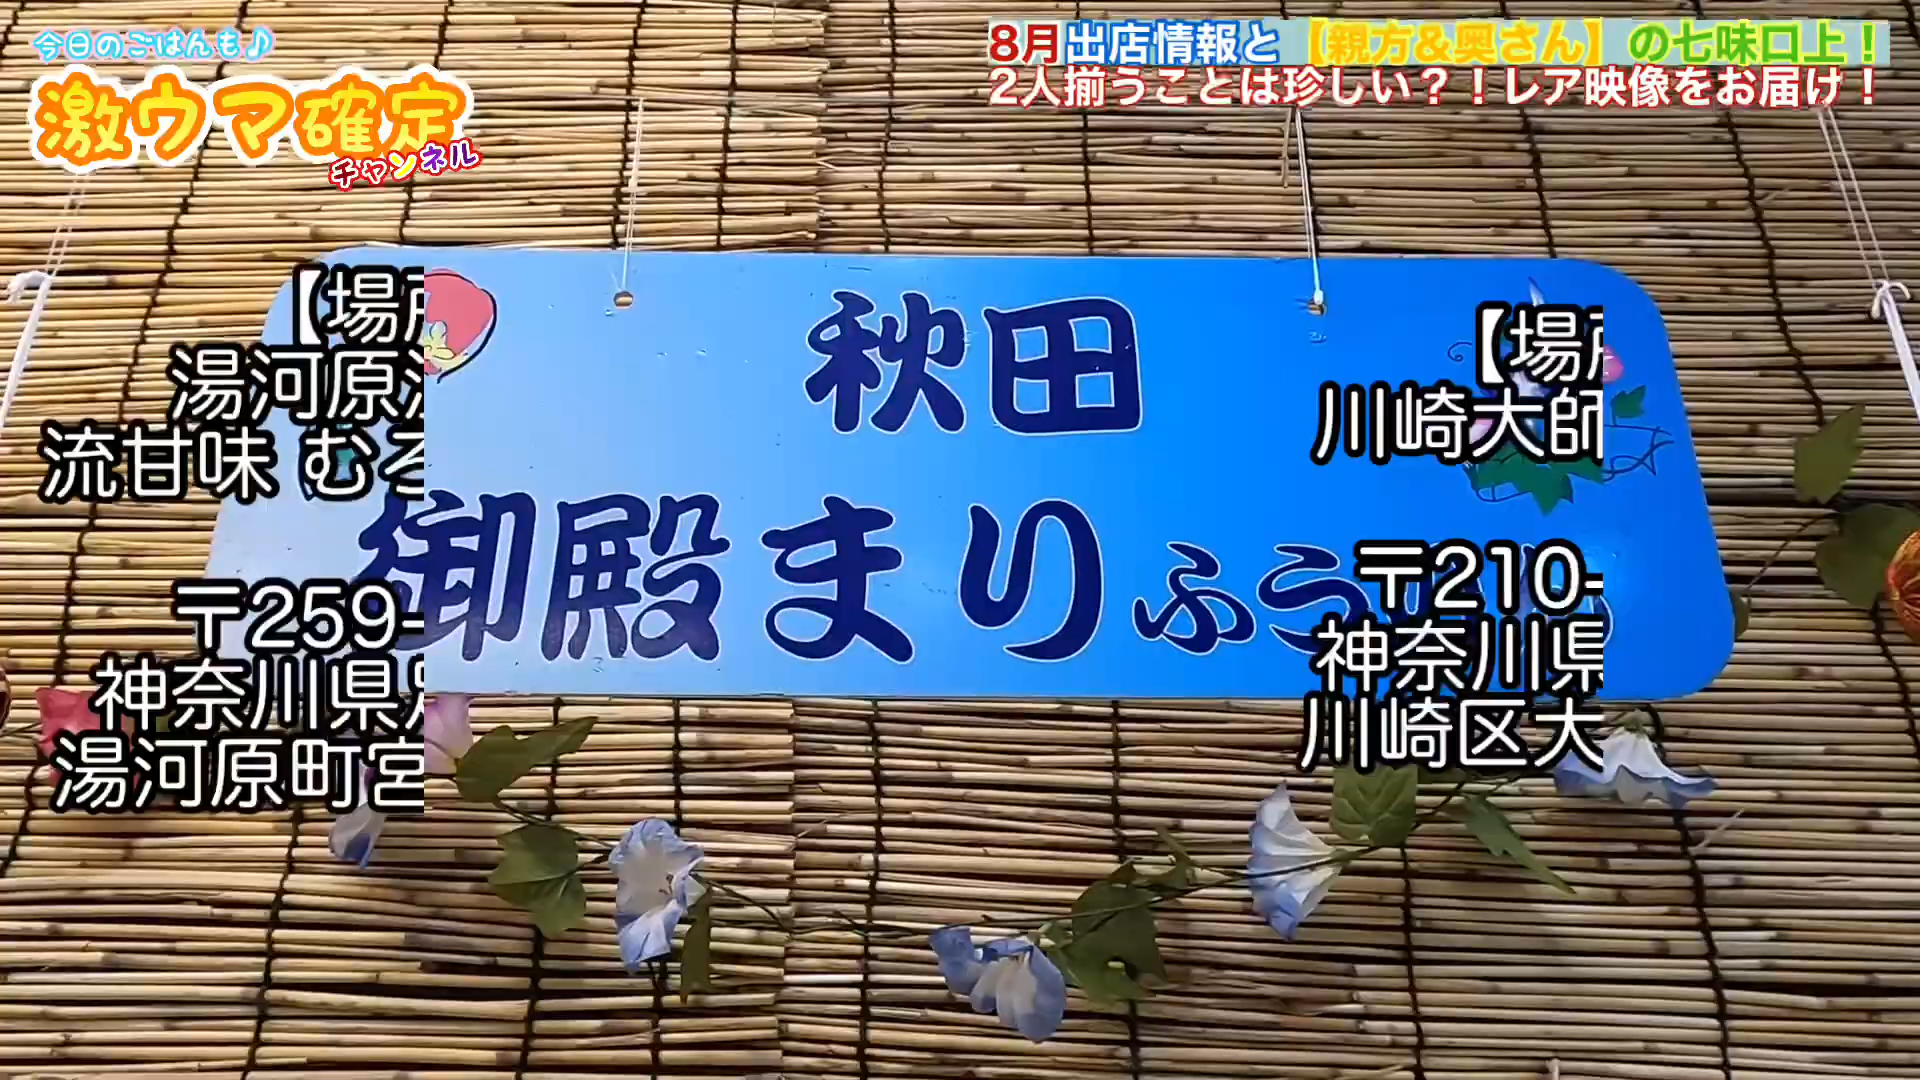 今日のごはんも♪
激ウマ確定
チャンネル
8月出店情報と【親方&奥さん】の七味口上！
2人揃うことは珍しい？！レア映像をお届け！
秋田
御殿まりふう
【場
湯河原
流甘味 む
〒259-
神奈川県
湯河原町宮
【場
川崎大師
〒210-
神奈川県
川崎区大